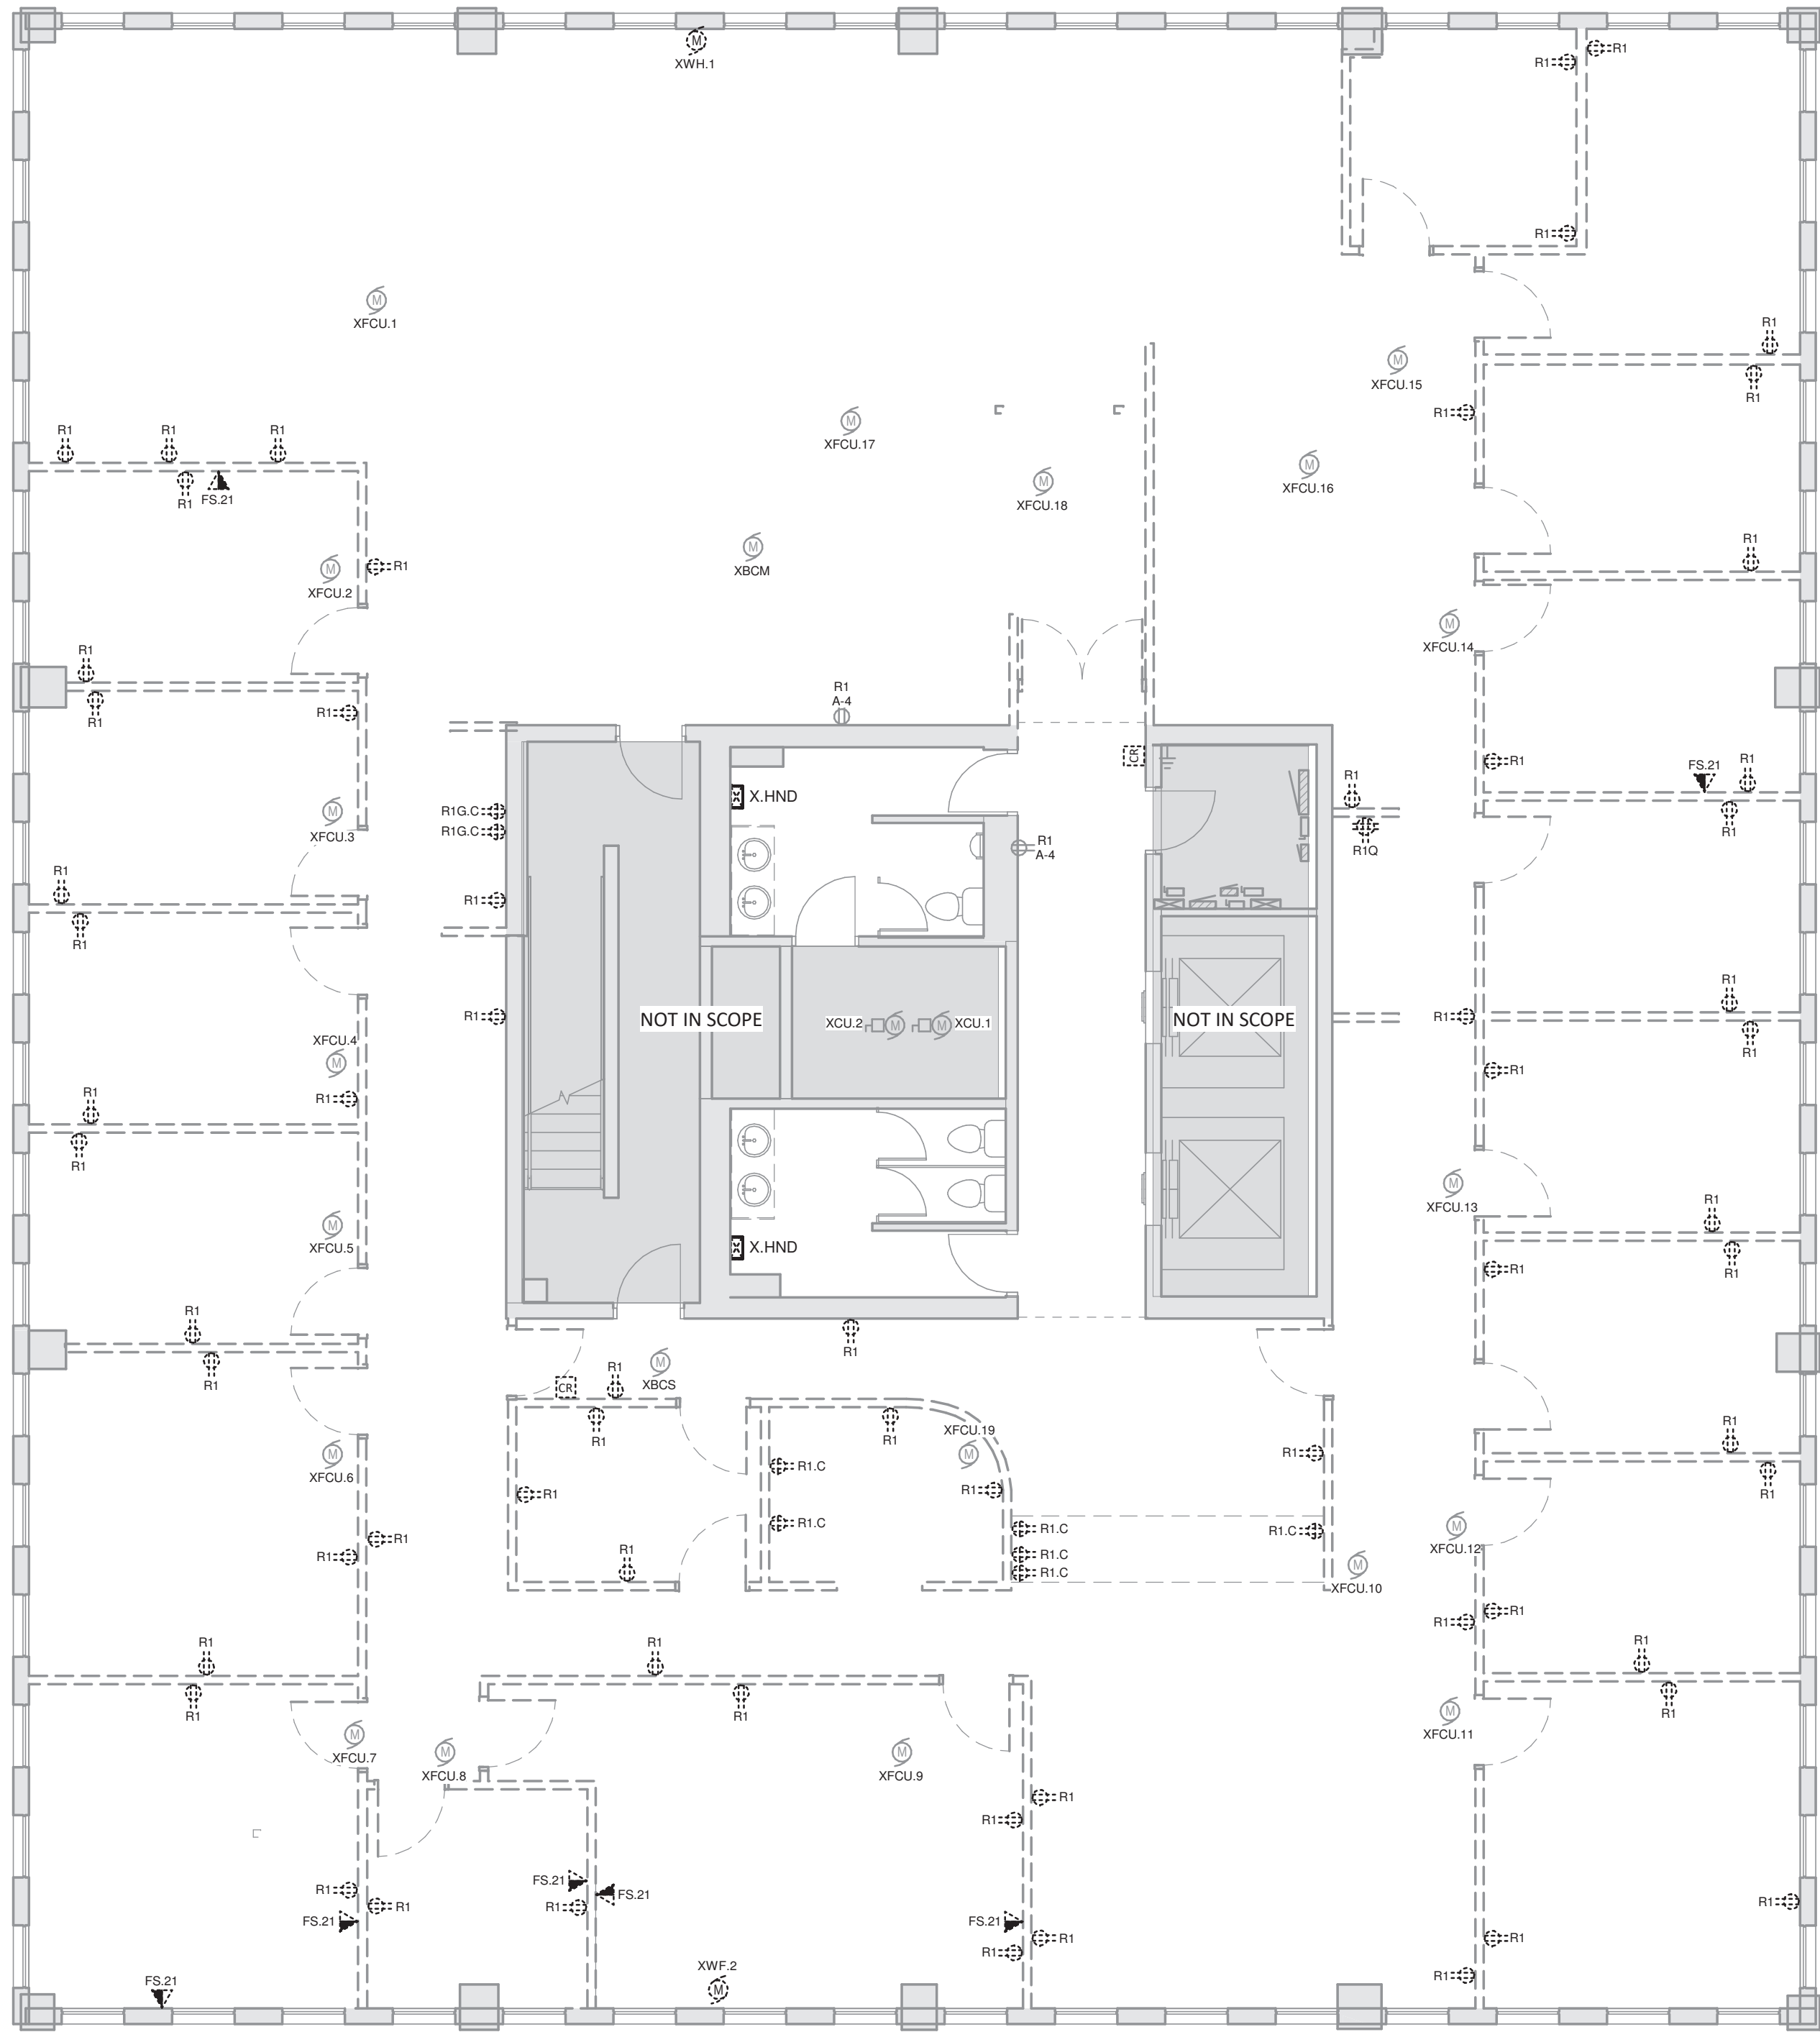 M
XWH.1
R1
R1
R1
M
XFCU.1
R1
M
XFCU.15
R1
R1
M
XFCU.17
R1
R1
R1
R1
FS.21
M
XFCU.18
M
XFCU.16
M
XBCM
R1
M
XFCU.2
R1
M
XFCU.14
R1
R1
R1
R1
A-4
CR
R1
FS.21
R1
R1
R1
R1Q
M
XFCU.3
R1G.C
R1G.C
X.HND
R1
A-4
R1
R1
R1
R1
R1
NOT IN SCOPE
XCU.2
M
M
XCU.1
NOT IN SCOPE
R1
R1
XFCU.4
M
R1
R1
R1
R1
M
XFCU.13
R1
M
XFCU.5
X.HND
R1
R1
R1
R1
R1
M
XBCS
CR
R1
R1
R1
XFCU.19
M
R1
R1
R1
M
XFCU.6
R1.C
R1
R1
R1.C
R1.C
R1.C
R1.C
R1.C
M
XFCU.12
R1
R1
R1
M
XFCU.10
R1
R1
R1
R1
R1
R1
R1
R1
M
XFCU.7
M
XFCU.8
M
XFCU.9
M
XFCU.11
R1
R1
FS.21
FS.21
R1
R1
R1
R1
FS.21
FS.21
R1
R1
R1
R1
FS.21
XWF.2
M